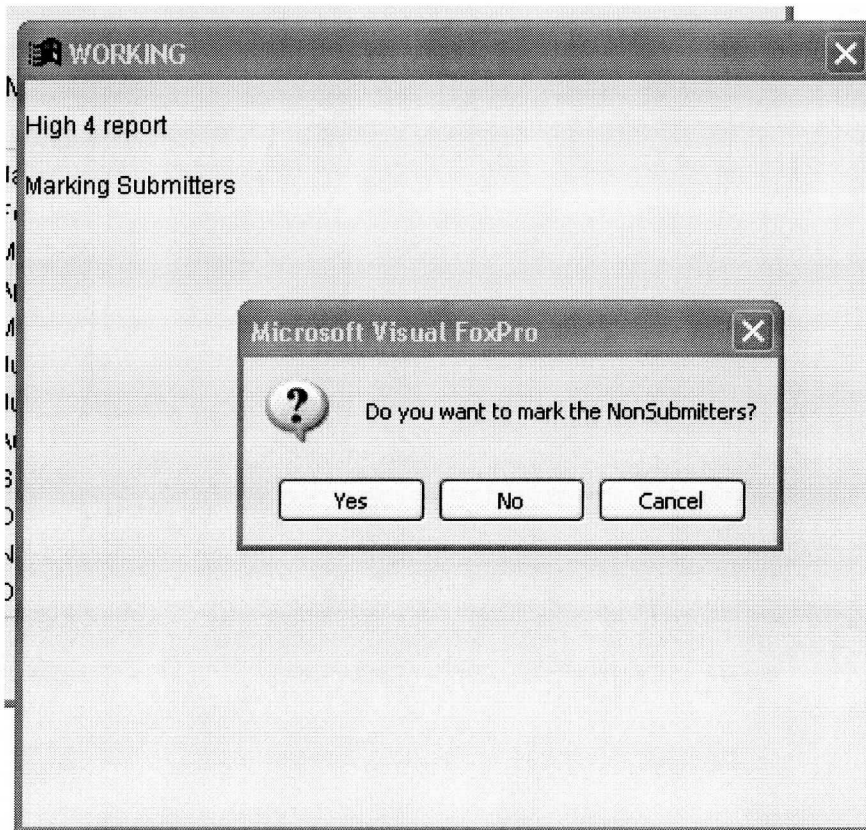 WORKING
High 4 report
Marking Submitters
Microsoft Visual FoxPro
Do you want to mark the NonSubmitters?
Yes No Cancel